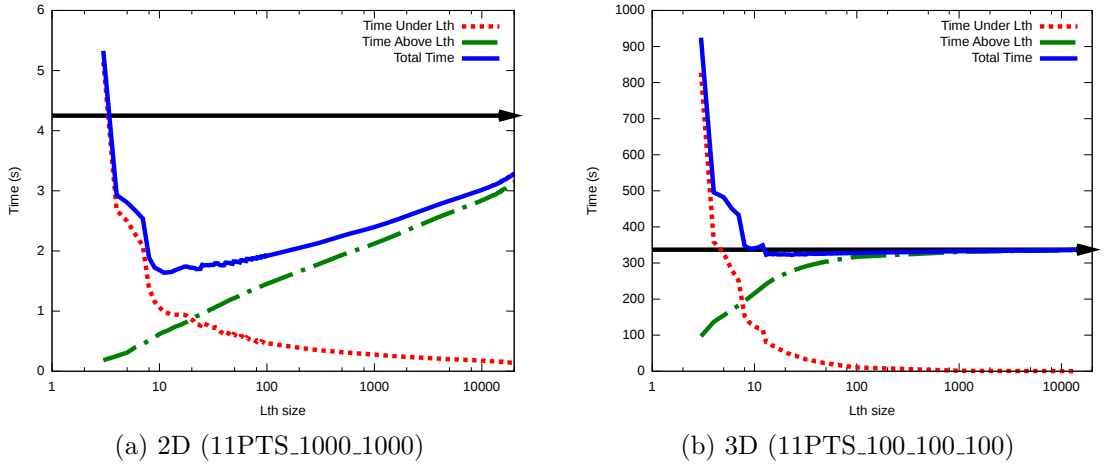 6
5
4
3
2
1
0
Time (s)
1 10 100 1000 10000
Lth size
Time Under Lth
Time Above Lth
Total Time
(a) 2D (11PTS_1000_1000)
1000
900
800
700
600
500
400
300
200
100
0
Time (s)
1 10 100 1000 10000
Lth size
Time Under Lth
Time Above Lth
Total Time
(b) 3D (11PTS_100_100_100)